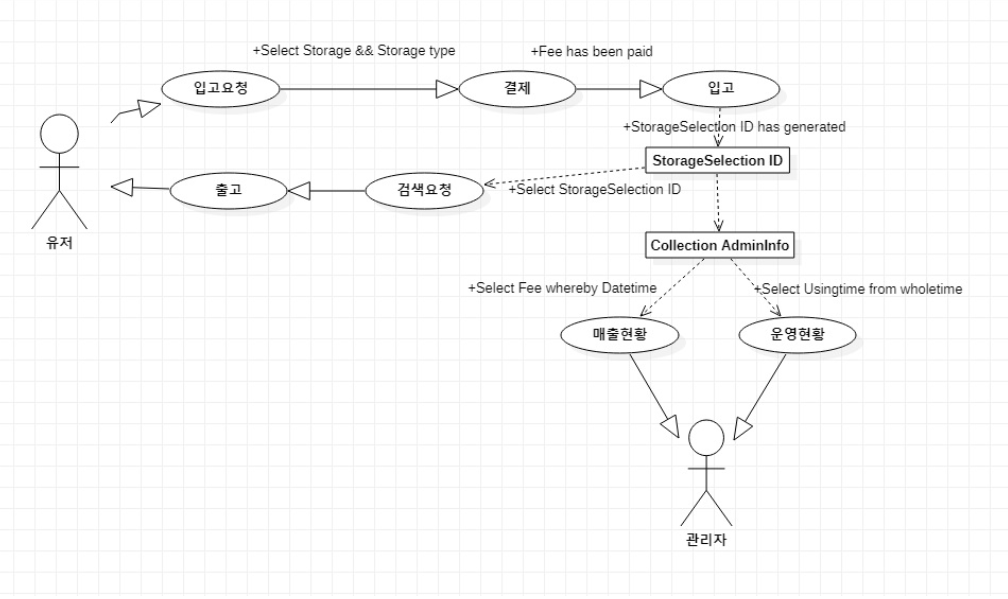 +Select Storage && Storage type
+Fee has been paid
입고요청
결제
입고
+StorageSelection ID has generated
StorageSelection ID
+Select StorageSelection ID
출고
검색요청
유저
Collection AdminInfo
+Select Fee whereby Datetime
+Select Usingtime from wholetime
매출현황
운영현황
관리자